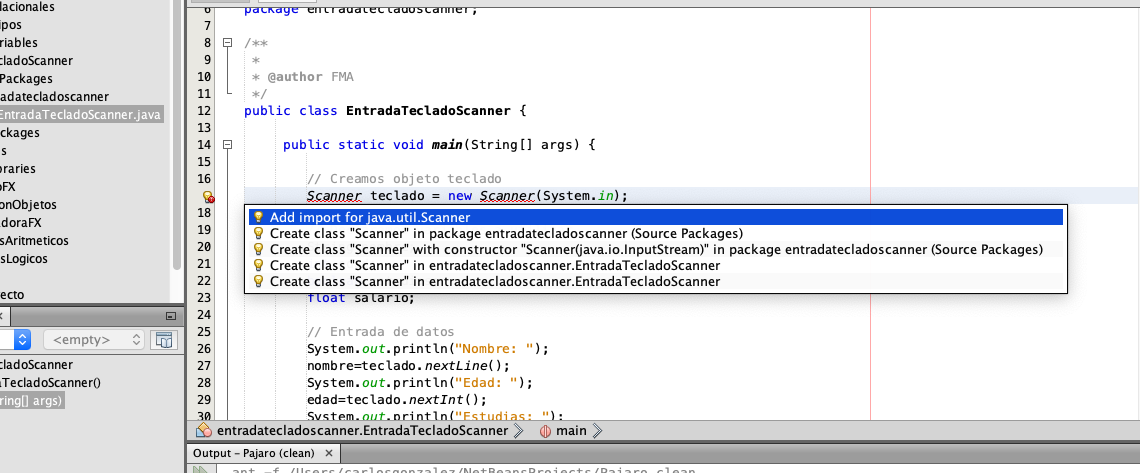 lacionales
ipos
riables
cladoScanner
Packages
adatecladoscanner
EntradaTecladoScanner.java
ckages
s
braries
oFX
onObjetos
adoraFX
sAritmeticos
sLogicos
recto
<empty>
cladoScanner
aTecladoScanner()
ring[] args)
6 package entradatecladoscanner;
7
8 /**
9 *
10 * @author FMA
11 */
12 public class EntradaTecladoScanner {
13
14 public static void main(String[] args) {
15
16 // Creamos objeto teclado
Scanner teclado = new Scanner(System.in);
18 Add import for java.util.Scanner
19 Create class "Scanner" in package entradatecladoscanner (Source Packages)
20 Create class "Scanner" with constructor "Scanner(java.io.InputStream)" in package entradatecladoscanner (Source Packages)
21 Create class "Scanner" in entradatecladoscanner.EntradaTecladoScanner
22 Create class "Scanner" in entradatecladoscanner.EntradaTecladoScanner
23 float salario;
24
25 // Entrada de datos
26 System.out.println("Nombre: ");
27 nombre=teclado.nextLine();
28 System.out.println("Edad: ");
29 edad=teclado.nextInt();
30 System.out.println("Estudias: ");
entradatecladoscanner.EntradaTecladoScanner main
Output - Pajaro (clean) ×
ant -f /Users/carlosgonzalez/NetBeansProjects/Pajaro clean